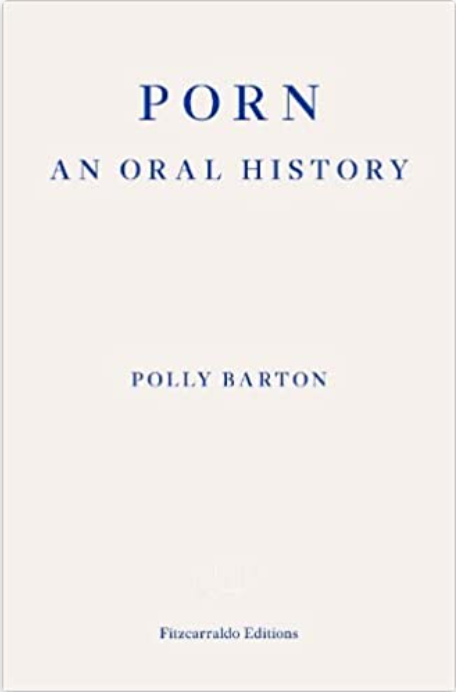 PORN
AN ORAL HISTORY
POLLY BARTON
Fitzcarraldo Editions